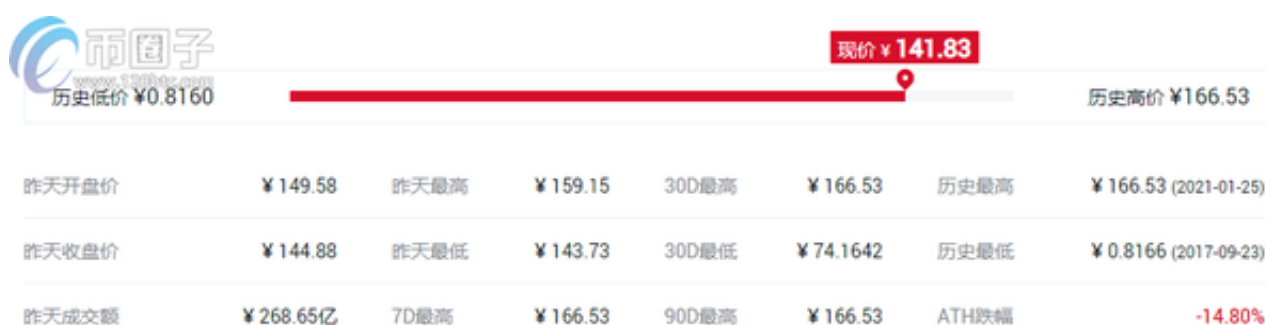 币圈子
www.120btc.com
现价 ¥ 141.83
历史低价 ¥0.8160
历史高价 ¥166.53
昨天开盘价 ¥ 149.58 昨天最高 ¥ 159.15 30D最高 ¥ 166.53 历史最高 ¥ 166.53 (2021-01-25)
昨天收盘价 ¥ 144.88 昨天最低 ¥ 143.73 30D最低 ¥ 74.1642 历史最低 ¥ 0.8166 (2017-09-23)
昨天成交额 ¥ 268.65亿 7D最高 ¥ 166.53 90D最高 ¥ 166.53 ATH跌幅 -14.80%